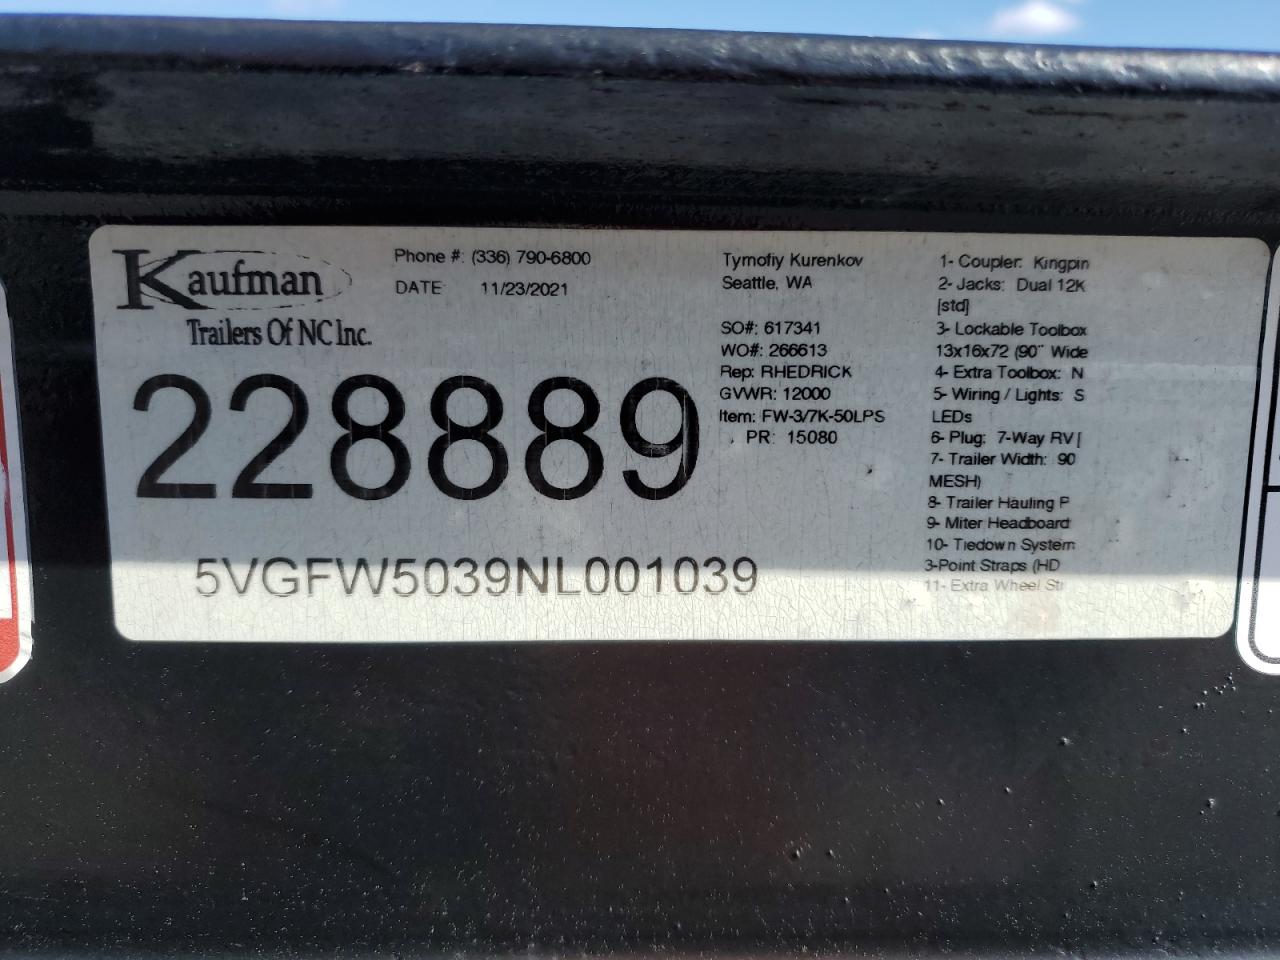 Kaufman
Trailers Of NC Inc.
Phone #: (336) 790-6800
DATE: 11/23/2021
228889
5VGFW5039NL001039
Tymofiy Kurenkov
Seattle, WA
SO#: 617341
WO#: 266613
Rep: RHEDRICK
GVWR: 12000
Item: FW-3/7K-50LPS
PR: 15080
1- Coupler: Kingpin
2- Jacks: Dual 12K
[std]
3- Lockable Toolbox
13x16x72 (90" Wide
4- Extra Toolbox: N
5- Wiring / Lights: S
LEDs
6- Plug: 7-Way RV [
7- Trailer Width: 90
MESH)
8- Trailer Hauling P
9- Miter Headboard
10- Tiedown System
3-Point Straps (HD
11- Extra Wheel Str